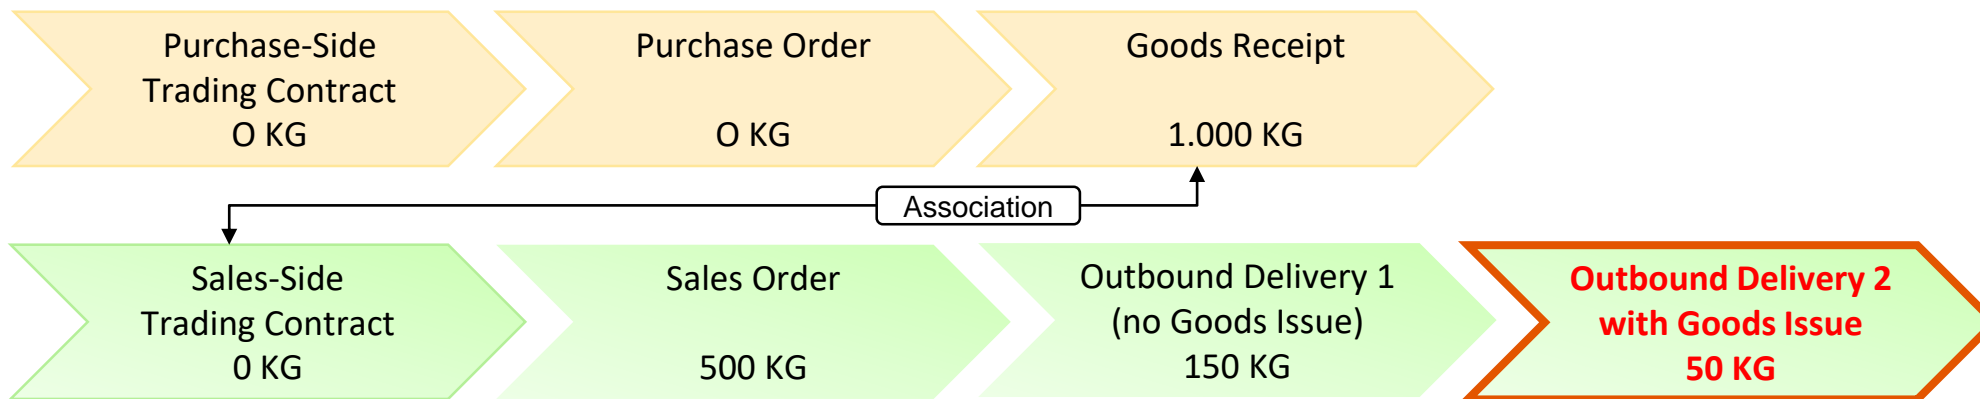 Purchase-Side
Trading Contract
O KG
Purchase Order
O KG
Goods Receipt
1.000 KG
Association
Sales-Side
Trading Contract
0 KG
Sales Order
500 KG
Outbound Delivery 1
(no Goods Issue)
150 KG
Outbound Delivery 2
with Goods Issue
50 KG